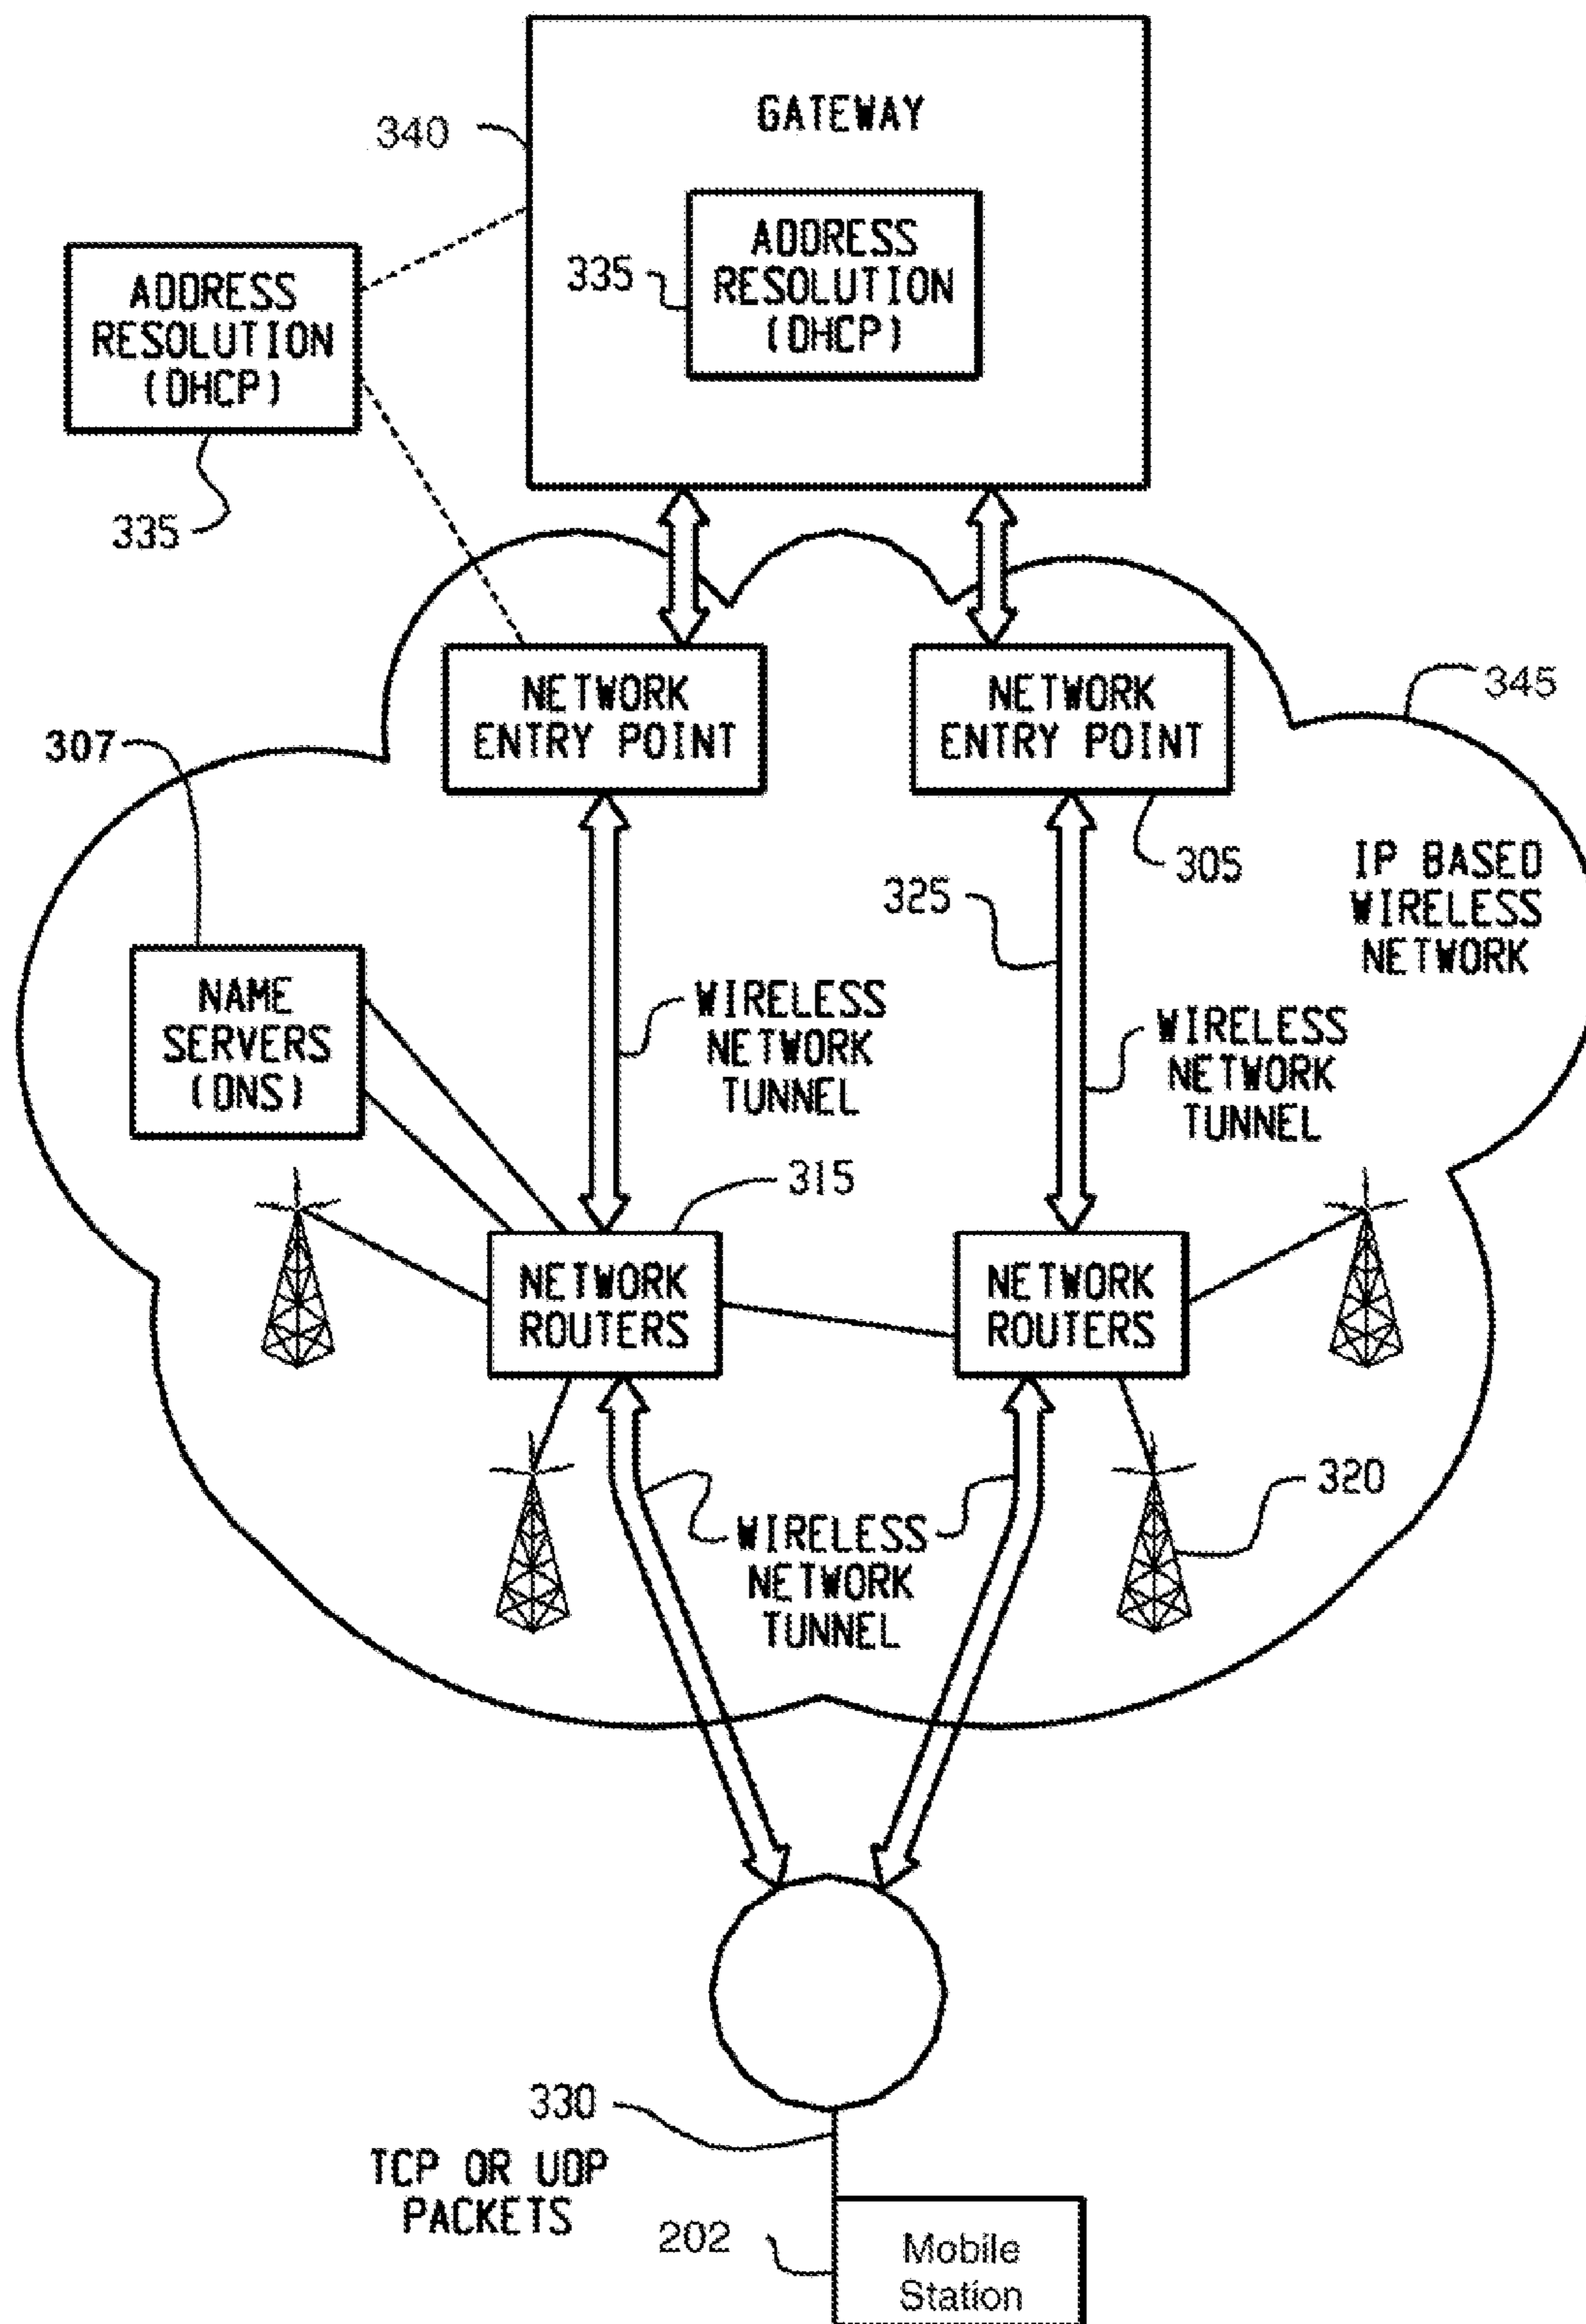 GATEWAY
340
ADDRESS
RESOLUTION
(DHCP)
335
ADDRESS
RESOLUTION
(DHCP)
335
NETWORK
ENTRY POINT
NETWORK
ENTRY POINT
345
307
305
325
IP BASED
WIRELESS
NETWORK
NAME
SERVERS
(DNS)
WIRELESS
NETWORK
TUNNEL
WIRELESS
NETWORK
TUNNEL
315
NETWORK
ROUTERS
NETWORK
ROUTERS
320
WIRELESS
NETWORK
TUNNEL
330
TCP OR UDP
PACKETS
202
Mobile
Station